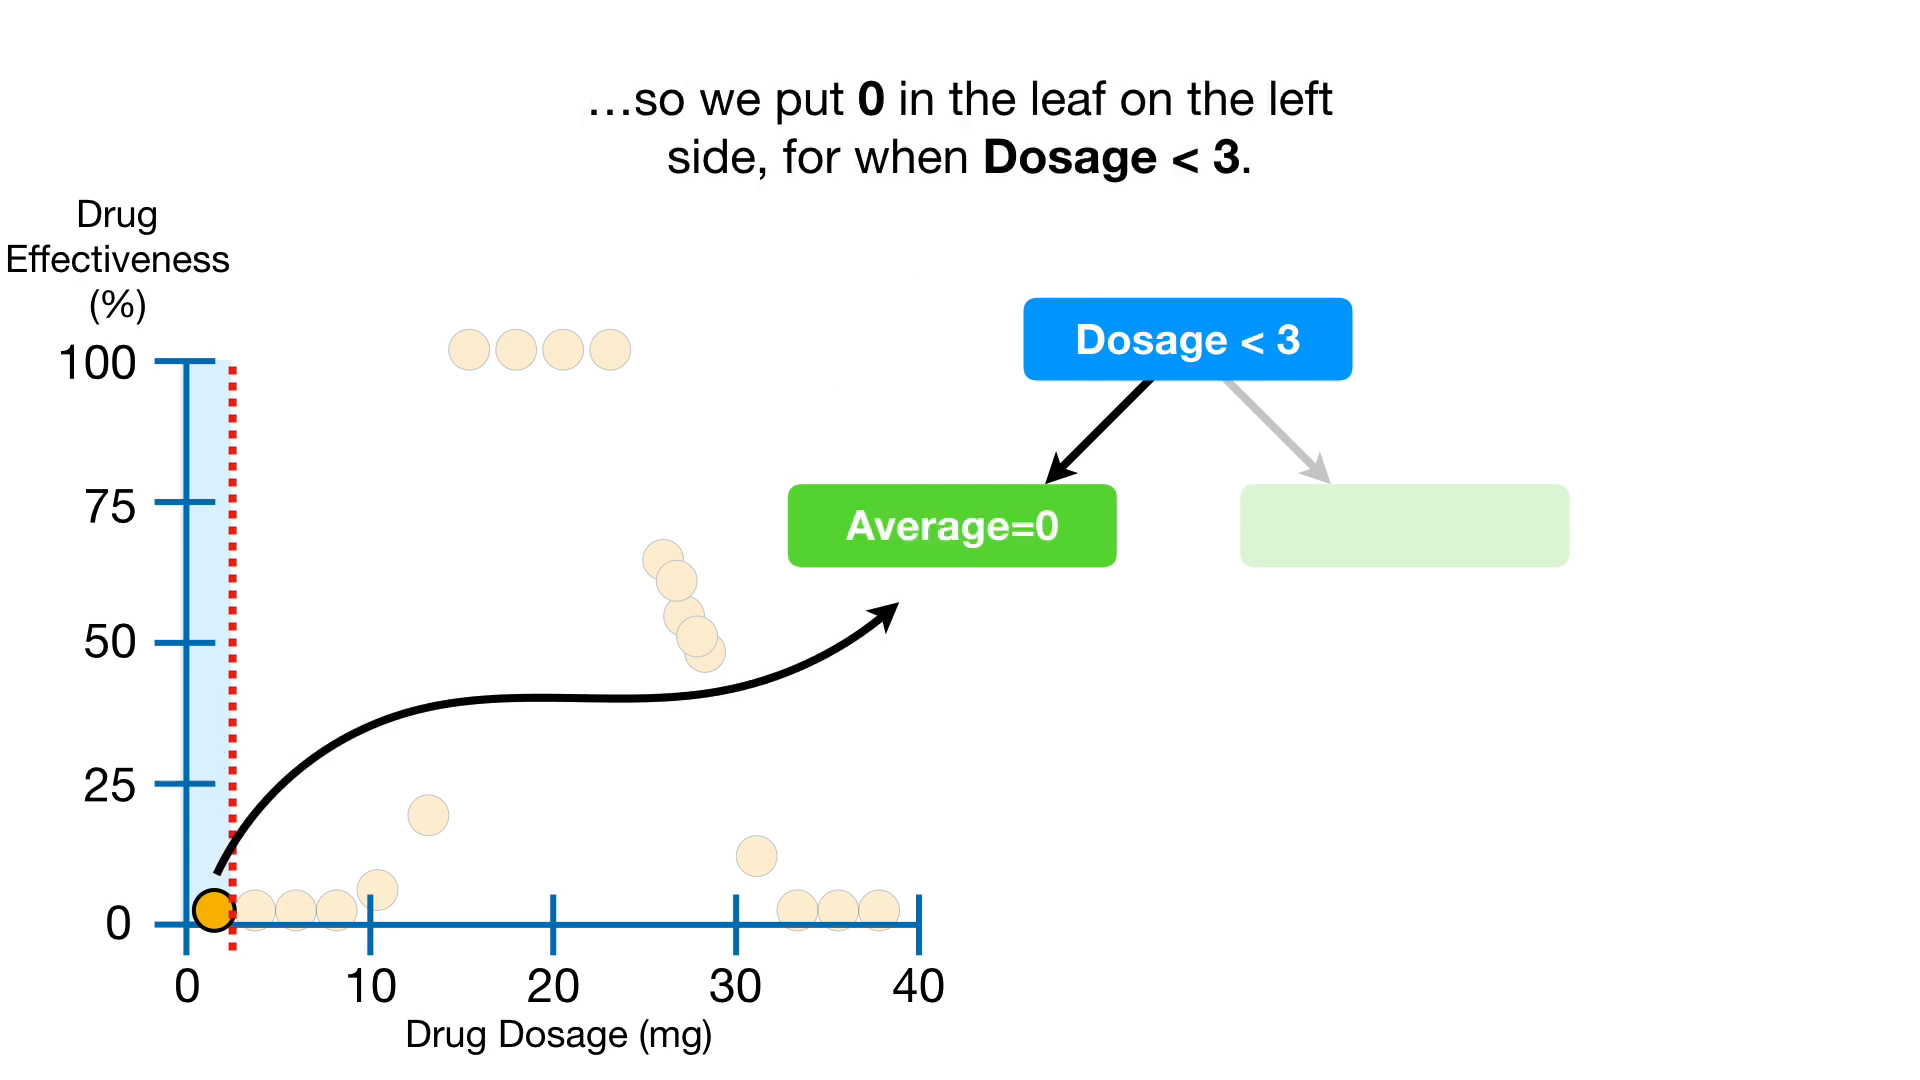 …so we put 0 in the leaf on the left
side, for when Dosage < 3.
Drug
Effectiveness
(%)
Dosage < 3
Average=0
100
75
50
25
0
0 10 20 30 40
Drug Dosage (mg)